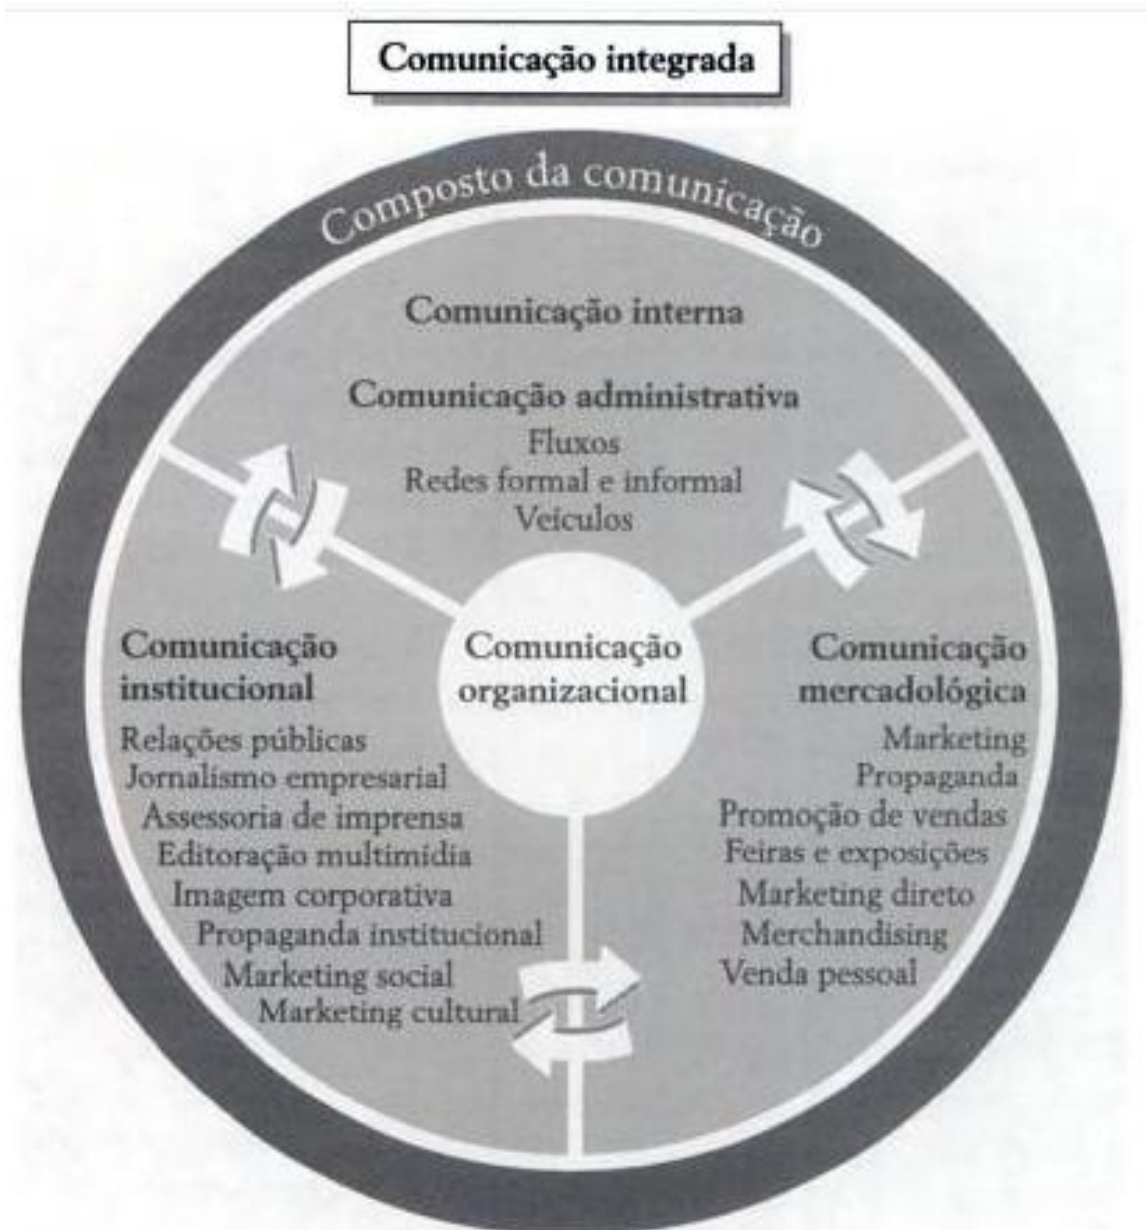 Comunicação integrada
Composto da comunicação
Comunicação interna
Comunicação administrativa
Fluxos
Redes formal e informal
Veículos
Comunicação
organizacional
Comunicação
institucional
Relações públicas
Jornalismo empresarial
Assessoria de imprensa
Editoração multimídia
Imagem corporativa
Propaganda institucional
Marketing social
Marketing cultural
Comunicação
mercadológica
Marketing
Propaganda
Promoção de vendas
Feiras e exposições
Marketing direto
Merchandising
Venda pessoal